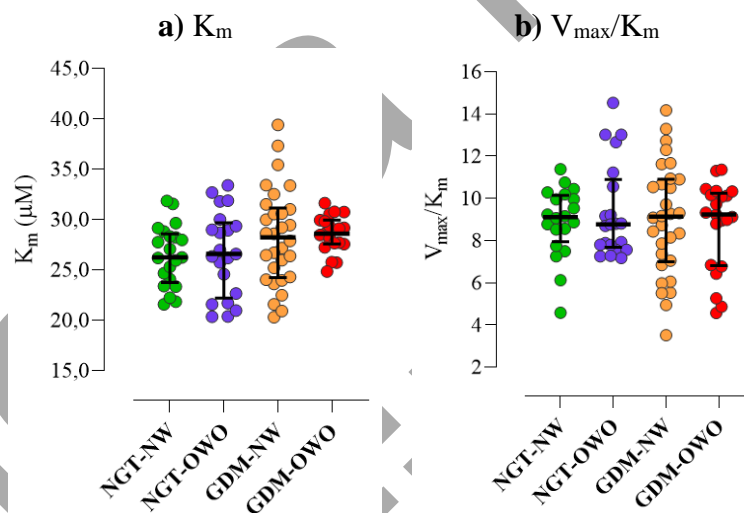 a) Km
45,0
40,0
35,0
30,0
25,0
20,0
15,0
Km (µM)
NGT-NW
NGT-OWO
GDM-NW
GDM-OWO
b) Vmax/Km
16
14
12
10
8
6
4
2
Vmax/Km
NGT-NW
NGT-OWO
GDM-NW
GDM-OWO